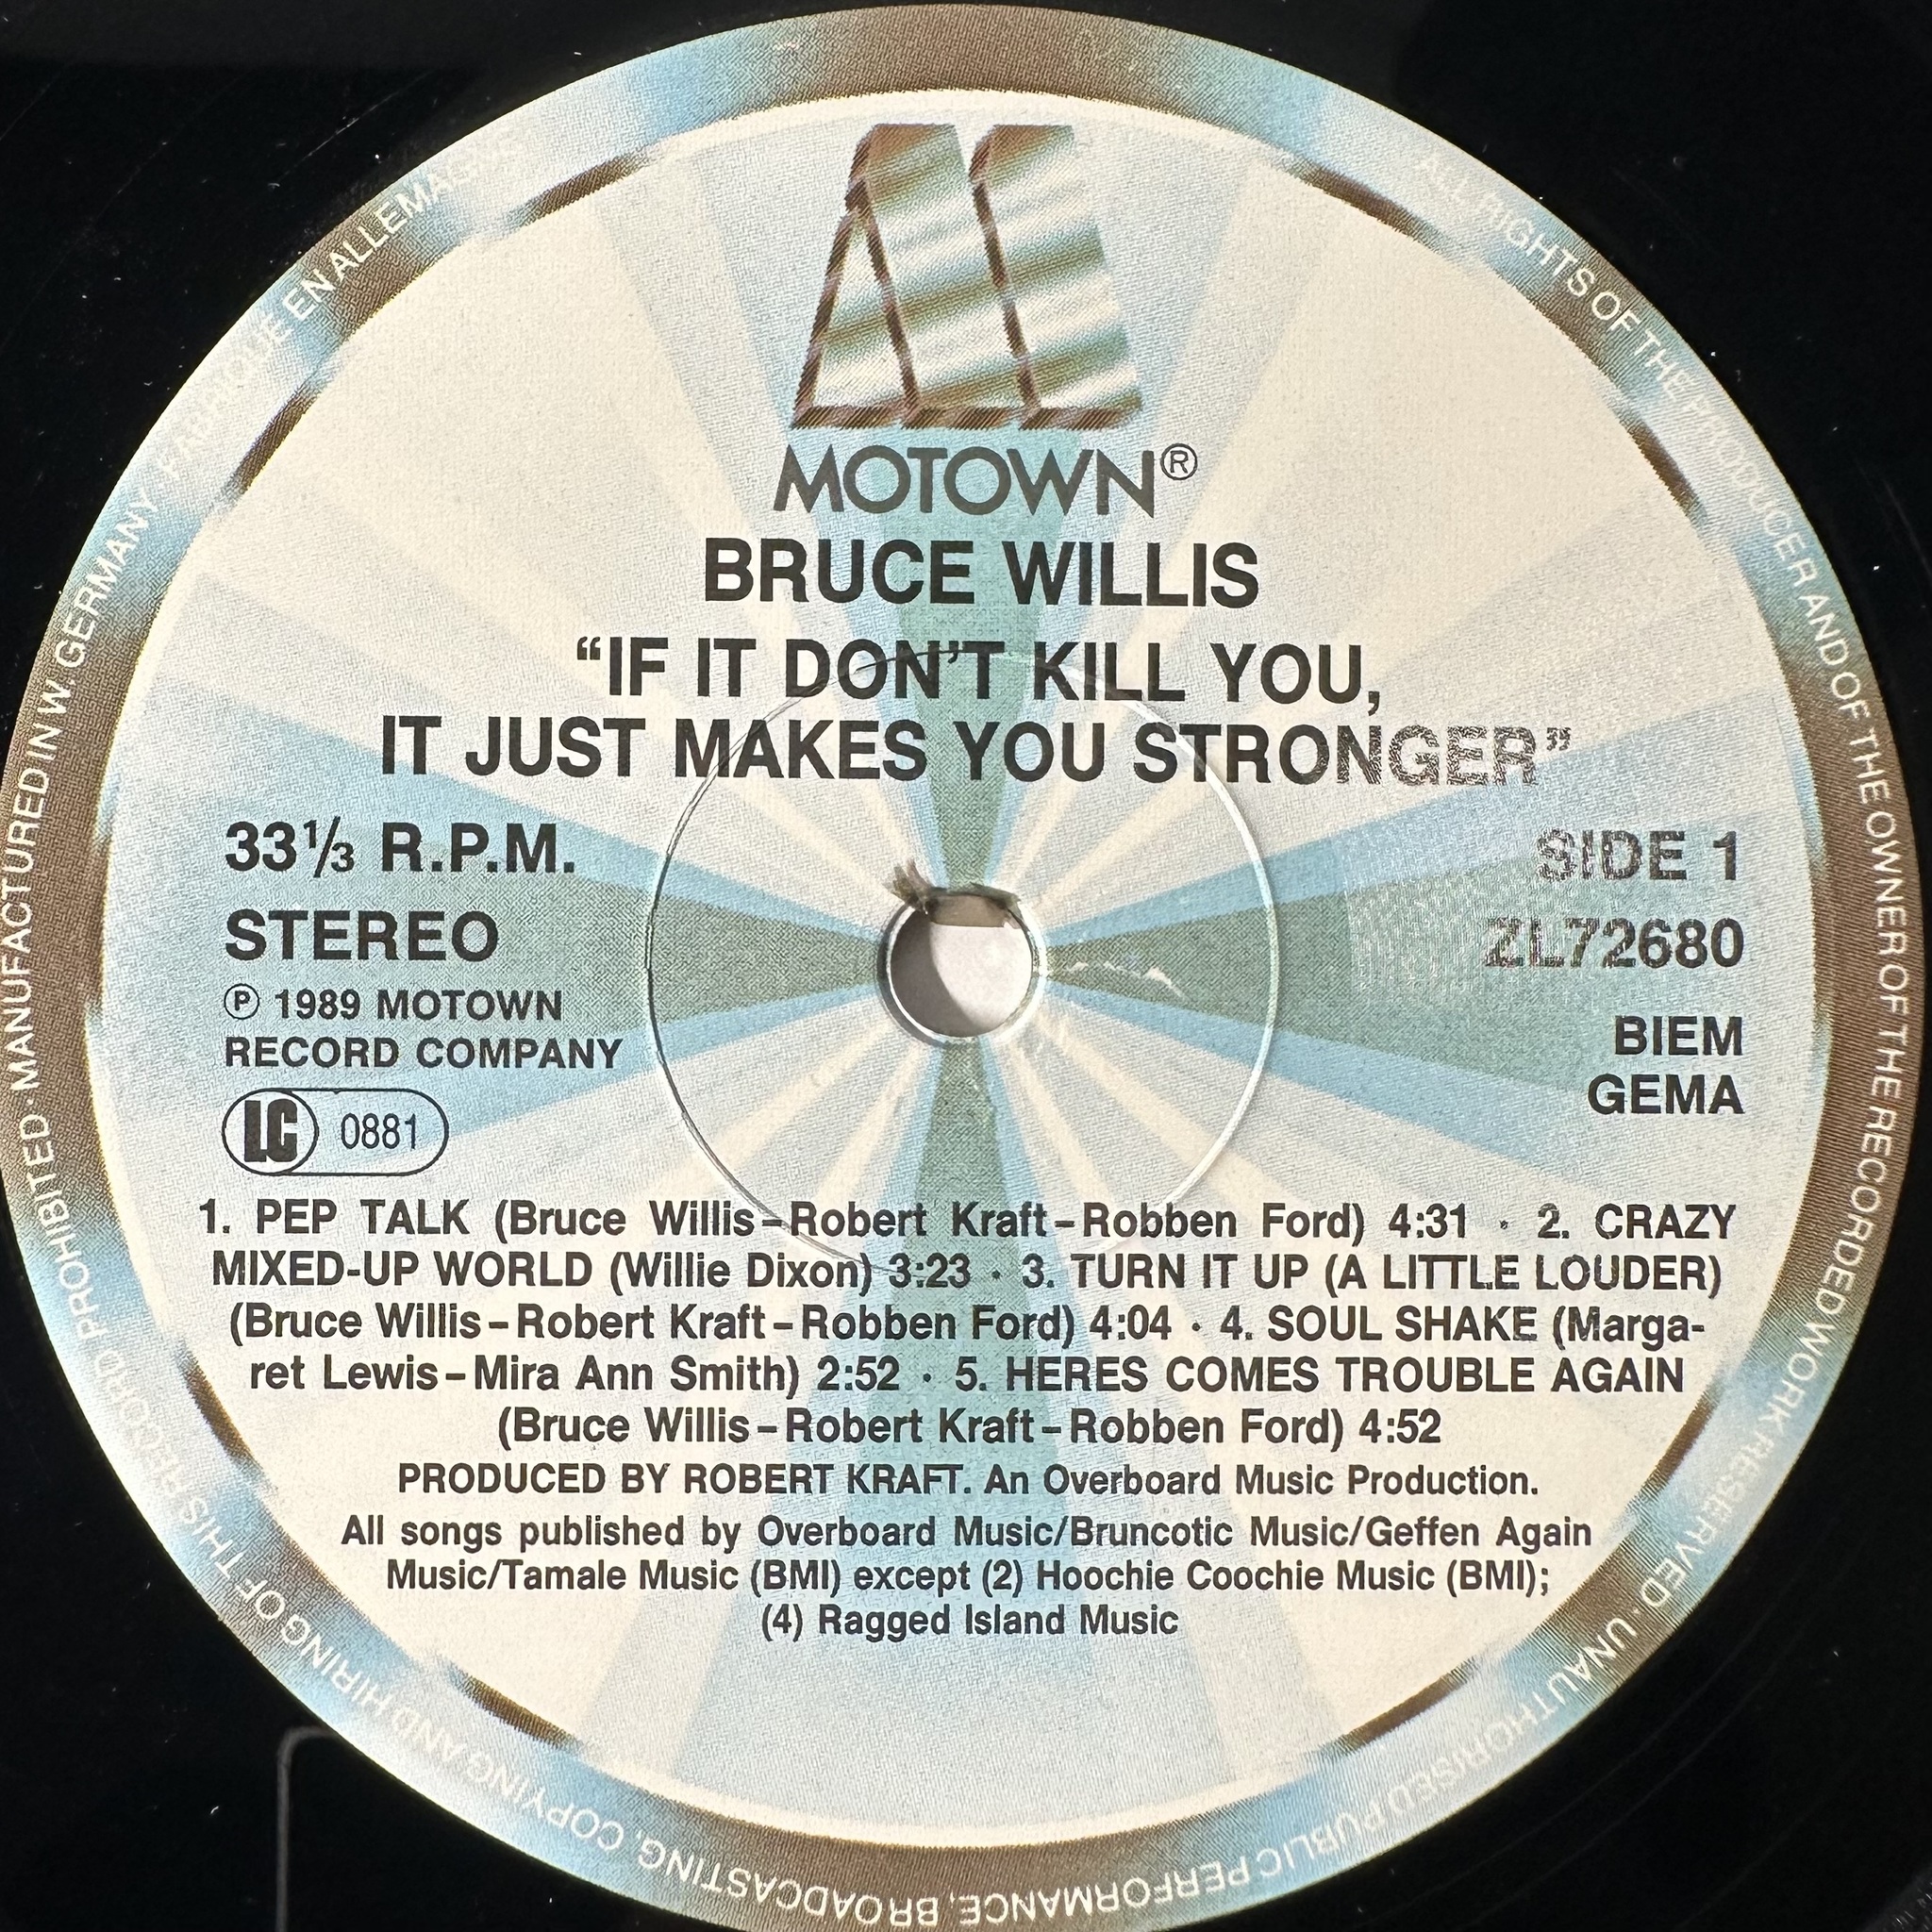 MOTOWN®
BRUCE WILLIS
“IF IT DON’T KILL YOU,
IT JUST MAKES YOU STRONGER”
33⅓ R.P.M.
STEREO
℗ 1989 MOTOWN
RECORD COMPANY
LC 0881
SIDE 1
ZL72680
BIEM
GEMA
1. PEP TALK (Bruce Willis–Robert Kraft–Robben Ford) 4:31 · 2. CRAZY
MIXED-UP WORLD (Willie Dixon) 3:23 · 3. TURN IT UP (A LITTLE LOUDER)
(Bruce Willis–Robert Kraft–Robben Ford) 4:04 · 4. SOUL SHAKE (Marga-
ret Lewis–Mira Ann Smith) 2:52 · 5. HERES COMES TROUBLE AGAIN
(Bruce Willis–Robert Kraft–Robben Ford) 4:52
PRODUCED BY ROBERT KRAFT. An Overboard Music Production.
All songs published by Overboard Music/Bruncotic Music/Geffen Again
Music/Tamale Music (BMI) except (2) Hoochie Coochie Music (BMI);
(4) Ragged Island Music
ALL RIGHTS OF THE PRODUCER AND OF THE OWNER OF THE RECORDED WORK RESERVED · UNAUTHORISED PUBLIC PERFORMANCE, BROADCASTING, COPYING AND HIRING OF THIS RECORD PROHIBITED · MANUFACTURED IN W. GERMANY · FABRIQUE EN ALLEMAGNE